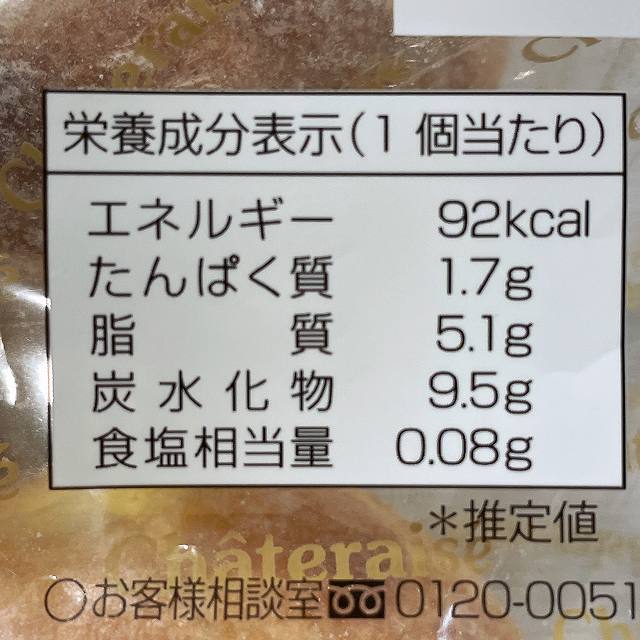 栄養成分表示(1個当たり)
エネルギー 92kcal
たんぱく質 1.7g
脂質 5.1g
炭水化物 9.5g
食塩相当量 0.08g
*推定値
Châteraisé
○お客様相談室 0120-0051